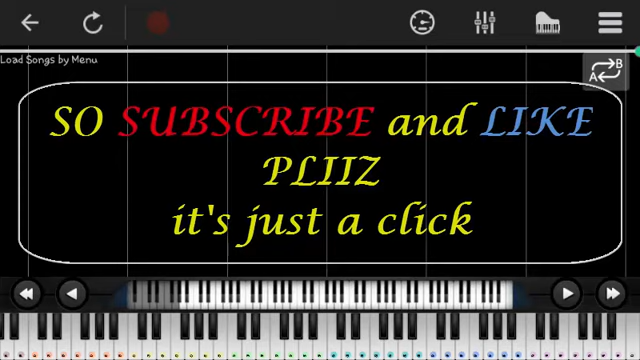 Load Songs by Menu
A B
SO SUBSCRIBE and LIKE
PLIIZ
it's just a click